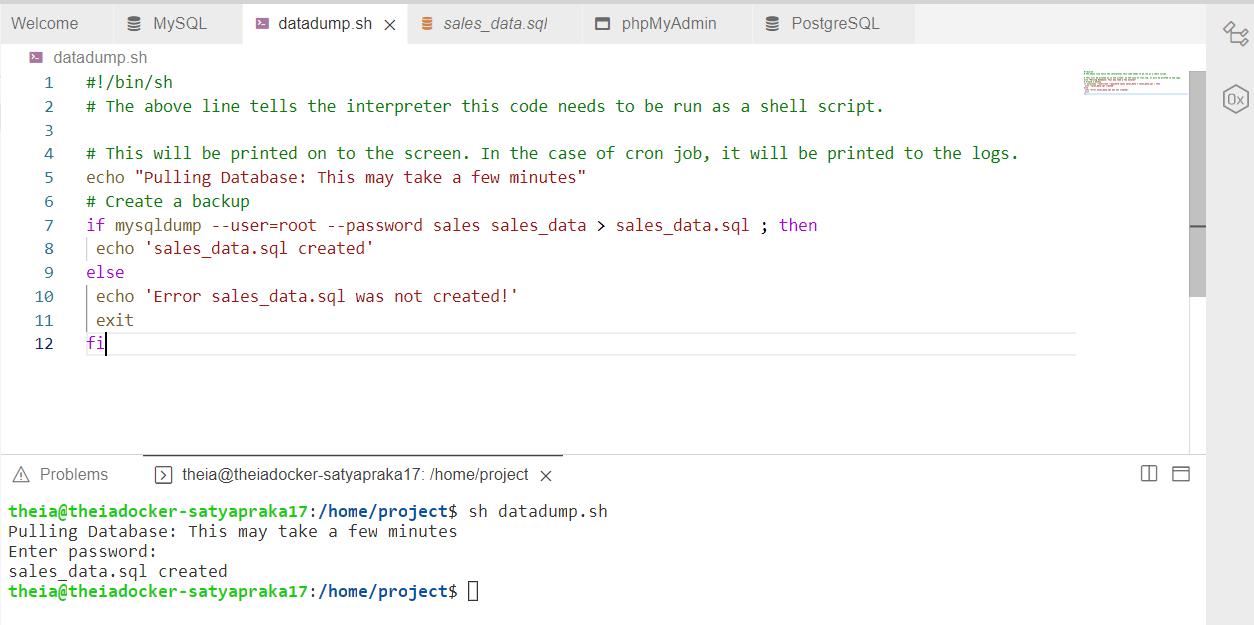 Welcome MySQL datadump.sh sales_data.sql phpMyAdmin PostgreSQL
datadump.sh
1 #!/bin/sh
2 # The above line tells the interpreter this code needs to be run as a shell script.
3
4 # This will be printed on to the screen. In the case of cron job, it will be printed to the logs.
5 echo "Pulling Database: This may take a few minutes"
6 # Create a backup
7 if mysqldump --user=root --password sales sales_data > sales_data.sql ; then
8 echo 'sales_data.sql created'
9 else
10 echo 'Error sales_data.sql was not created!'
11 exit
12 fi
0x
Problems theia@theiadocker-satyapraka17: /home/project
theia@theiadocker-satyapraka17:/home/project$ sh datadump.sh
Pulling Database: This may take a few minutes
Enter password:
sales_data.sql created
theia@theiadocker-satyapraka17:/home/project$